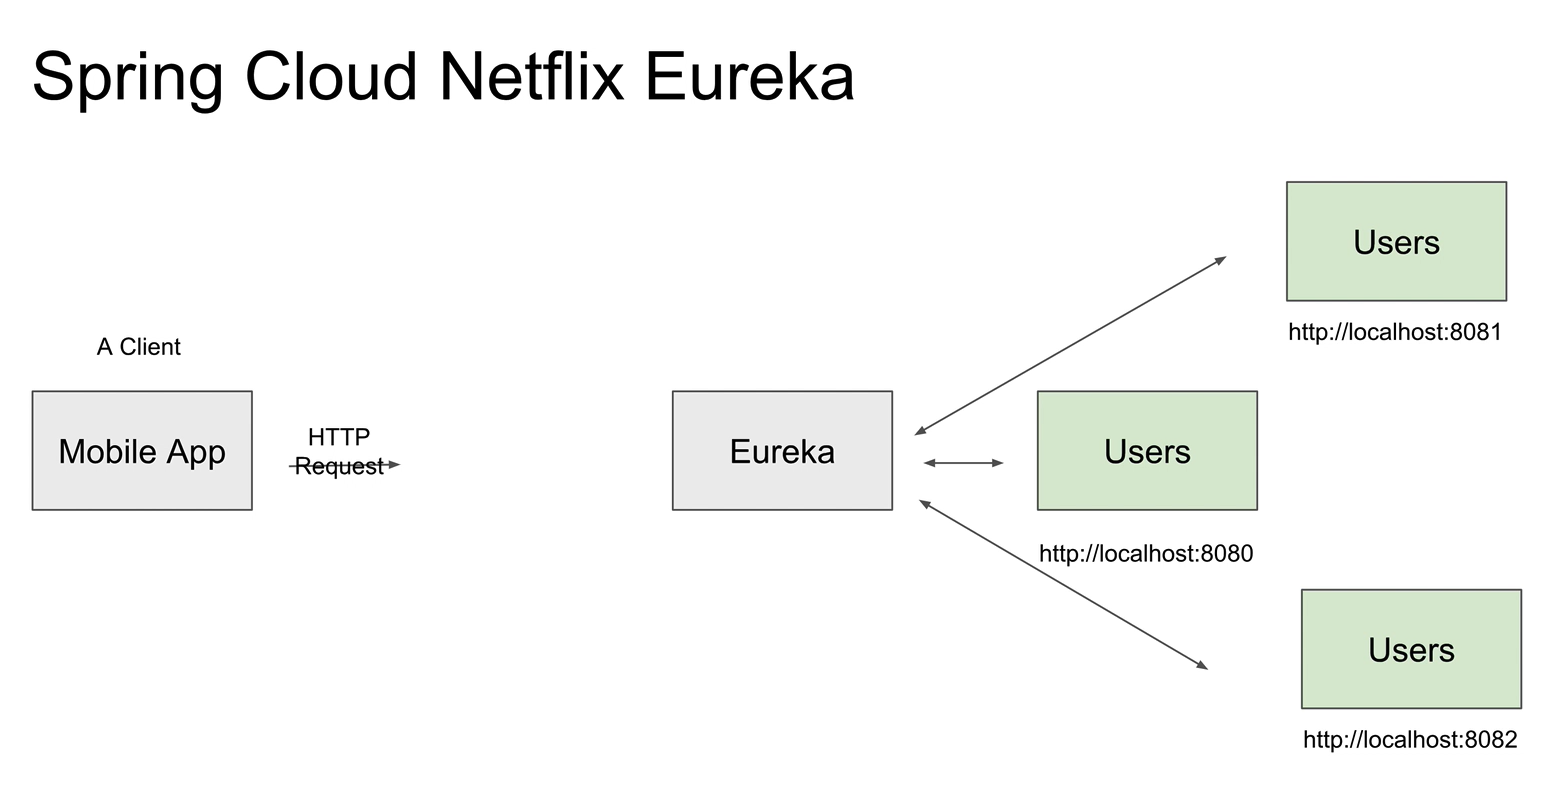 Spring Cloud Netflix Eureka
Users
http://localhost:8081
A Client
Mobile App
HTTP
Request
Eureka
Users
http://localhost:8080
Users
http://localhost:8082